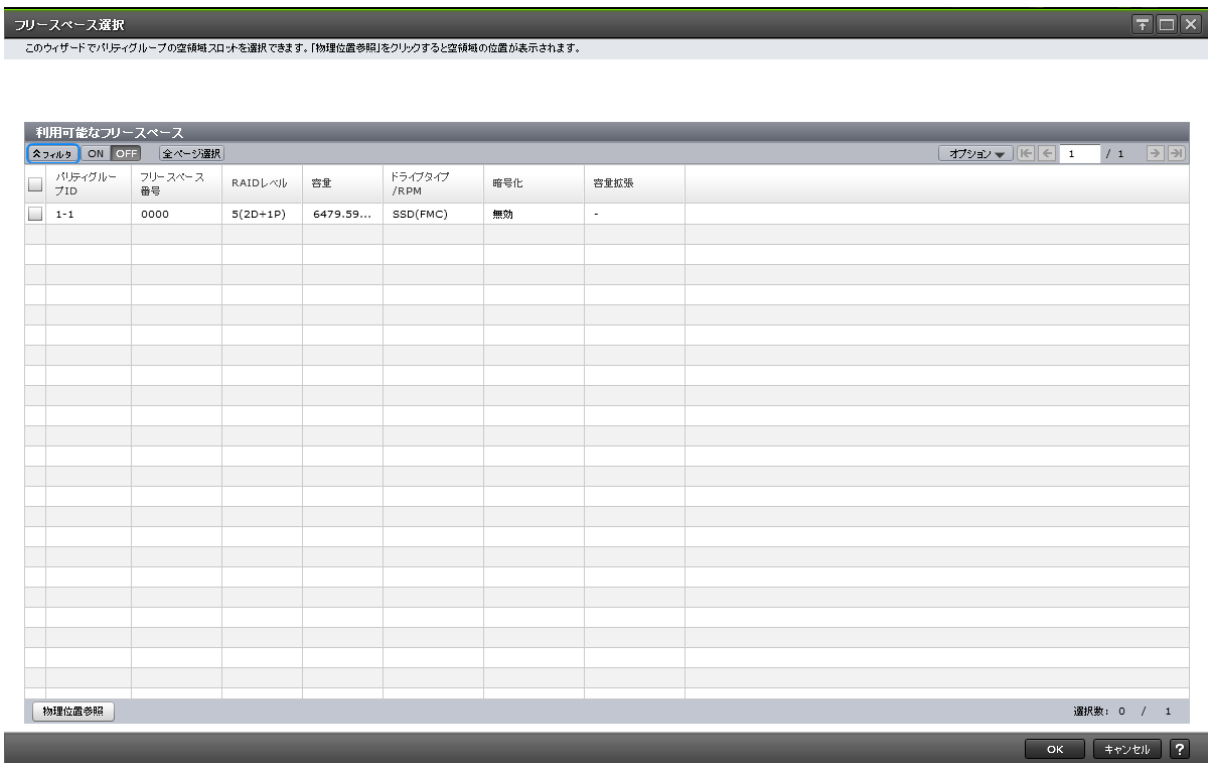 フリースペース選択
このウィザードでパリティグループの空領域スロットを選択できます。「物理位置参照」をクリックすると空領域の位置が表示されます。
利用可能なフリースペース
フィルタ ON OFF 全ページ選択 オプション 1 / 1
パリティグループID フリースペース番号 RAIDレベル 容量 ドライブタイプ/RPM 暗号化 容量拡張
1-1 0000 5(2D+1P) 6479.59... SSD(FMC) 無効 -
物理位置参照 選択数: 0 / 1
OK キャンセル ?